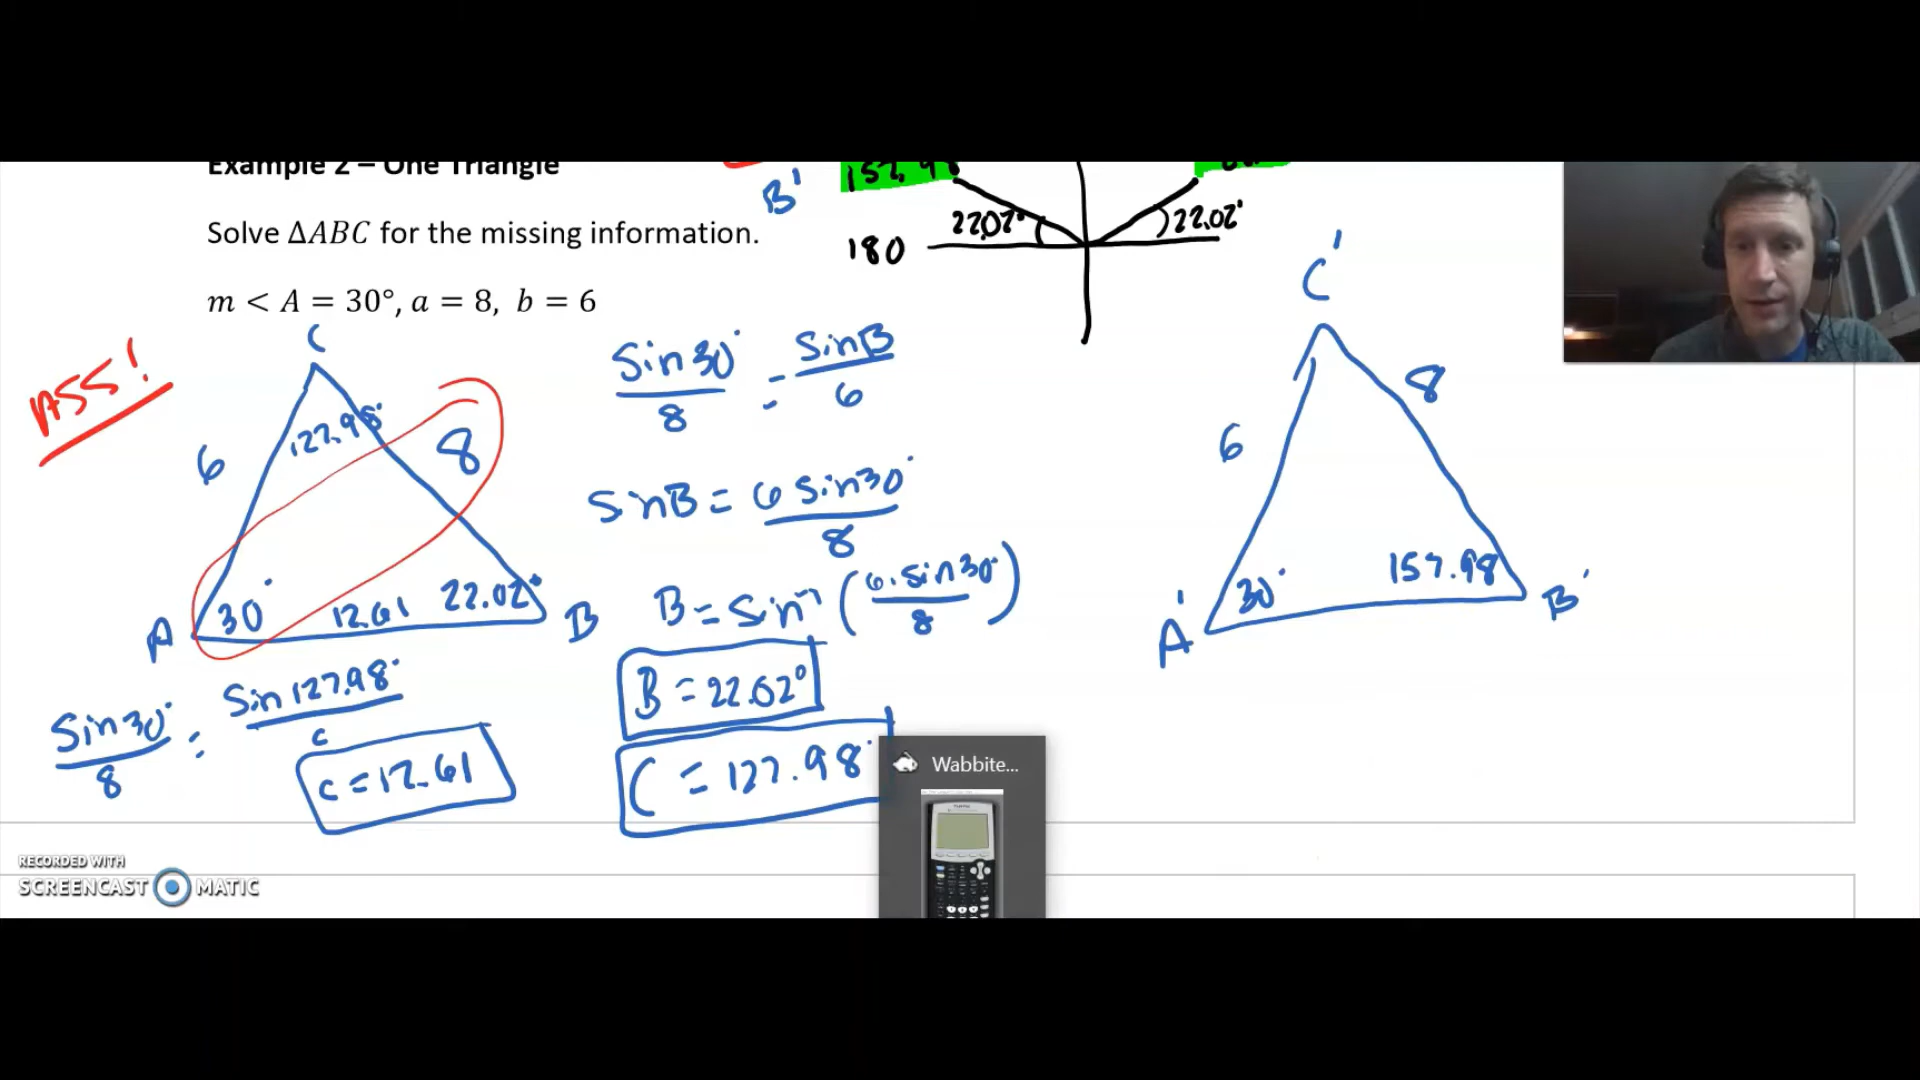 Example 2 – One Triangle
B'
157.98
22.02°
22.02°
180
Solve ΔABC for the missing information.
m < A = 30°, a = 8, b = 6
ASS!
C
6
127.98°
8
A
30°
12.61
22.02°
B
sin30° / 8 = sinB / 6
sinB = 6 sin30° / 8
B = sin⁻¹ (6·sin30° / 8)
B = 22.02°
C = 127.98°
sin30° / 8 = sin127.98° / c
c = 12.61
C'
6
8
A'
30°
157.98
B'
Wabbite...
RECORDED WITH
SCREENCAST MATIC